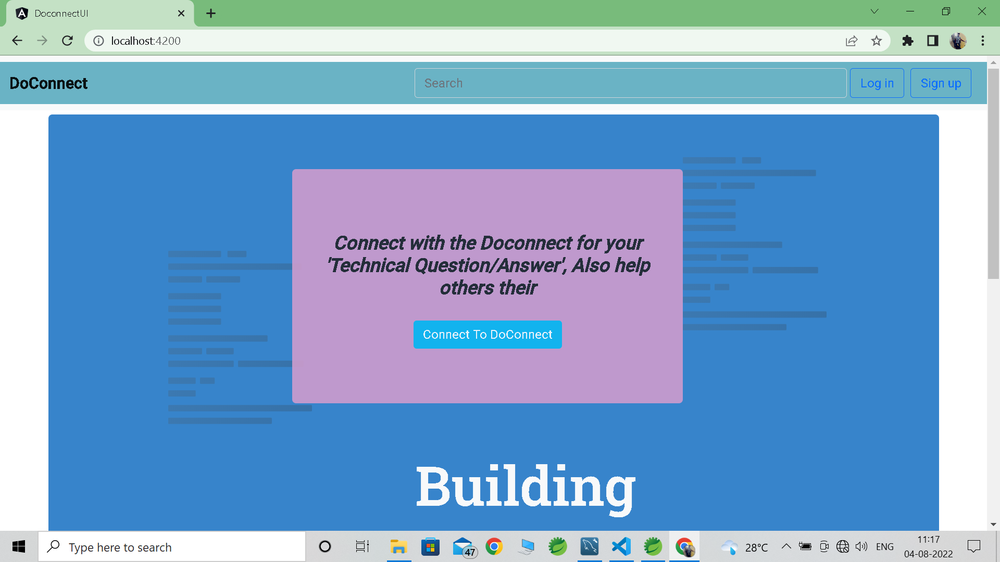 DoconnectUI
localhost:4200
DoConnect
Search
Log in
Sign up
Connect with the Doconnect for your
'Technical Question/Answer', Also help
others their
Connect To DoConnect
Building
Type here to search
47
28°C
ENG
11:17
04-08-2022